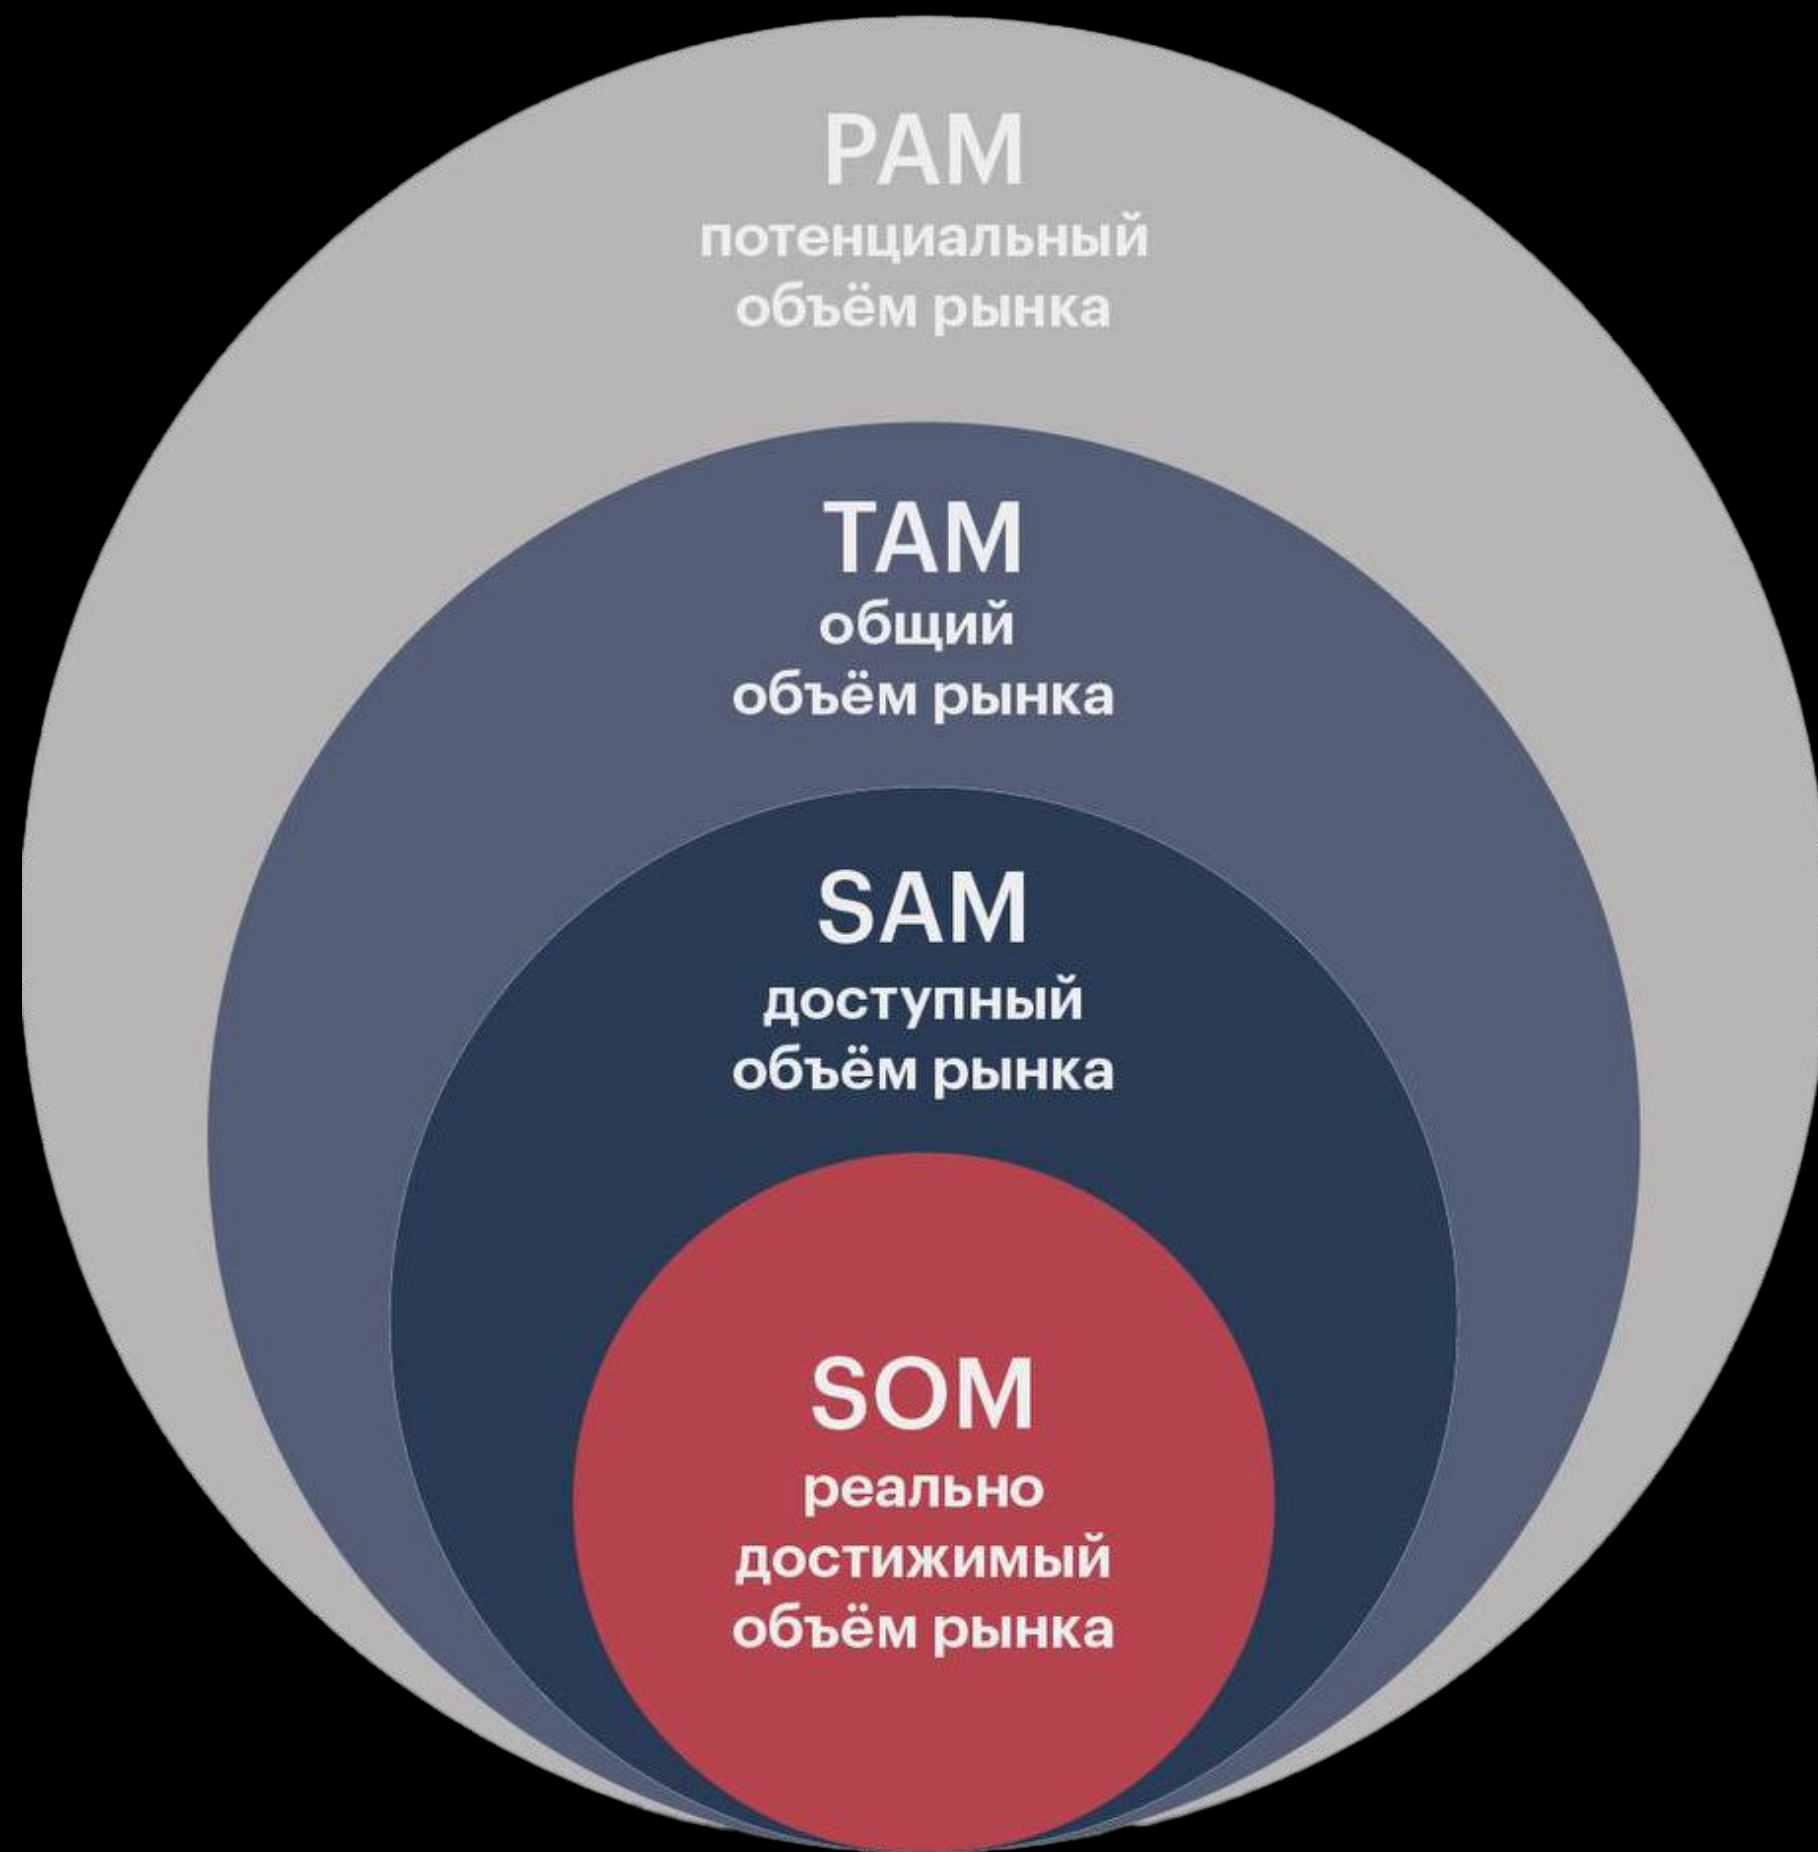 PAM
потенциальный
объём рынка
TAM
общий
объём рынка
SAM
доступный
объём рынка
SOM
реально
достижимый
объём рынка